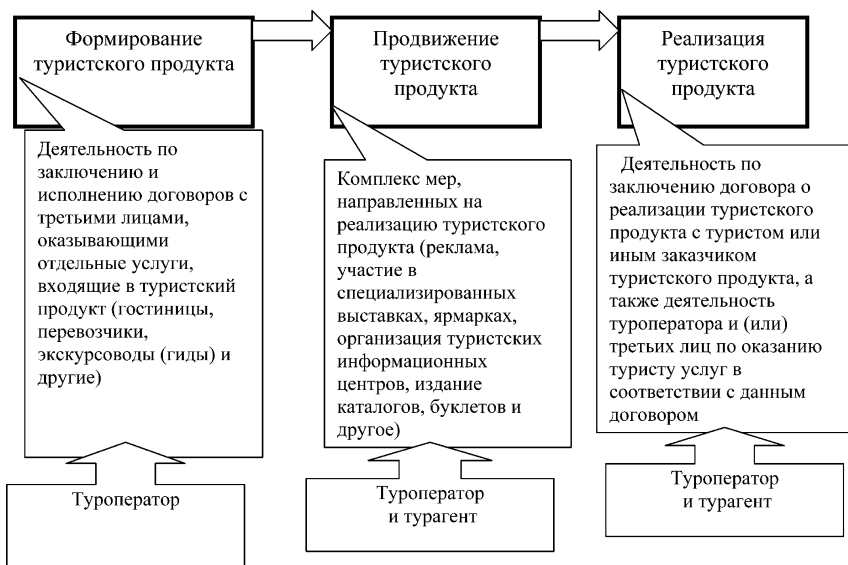 Формирование
туристского продукта
Продвижение
туристского
продукта
Реализация
туристского
продукта
Деятельность по
заключению и
исполнению договоров с
третьими лицами,
оказывающими
отдельные услуги,
входящие в туристский
продукт (гостиницы,
перевозчики,
экскурсоводы (гиды) и
другие)
Комплекс мер,
направленных на
реализацию туристского
продукта (реклама,
участие в
специализированных
выставках, ярмарках,
организация туристских
информационных
центров, издание
каталогов, буклетов и
другое)
Деятельность по
заключению договора о
реализации туристского
продукта с туристом или
иным заказчиком
туристского продукта, а
также деятельность
туроператора и (или)
третьих лиц по оказанию
туристу услуг в
соответствии с данным
договором
Туроператор
Туроператор
и турагент
Туроператор
и турагент